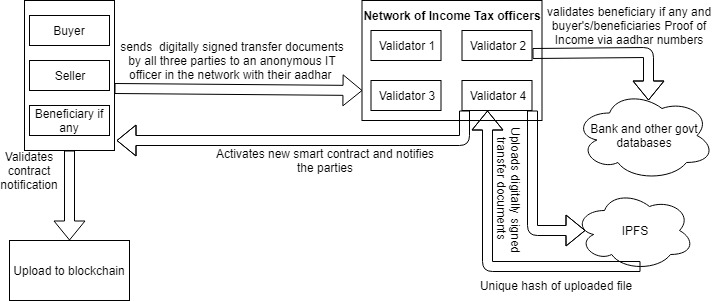 Buyer
Seller
Beneficiary if
any
sends  digitally signed transfer documents
by all three parties to an anonymous IT
officer in the network with their aadhar
Network of Income Tax officers
Validator 1
Validator 2
Validator 3
Validator 4
validates beneficiary if any and
buyer's/beneficiaries Proof of
Income via aadhar numbers
Bank and other govt
databases
Activates new smart contract and notifies
the parties
Validates
contract
notification
Upload to blockchain
Uploads digitally signed
transfer documents
IPFS
Unique hash of uploaded file